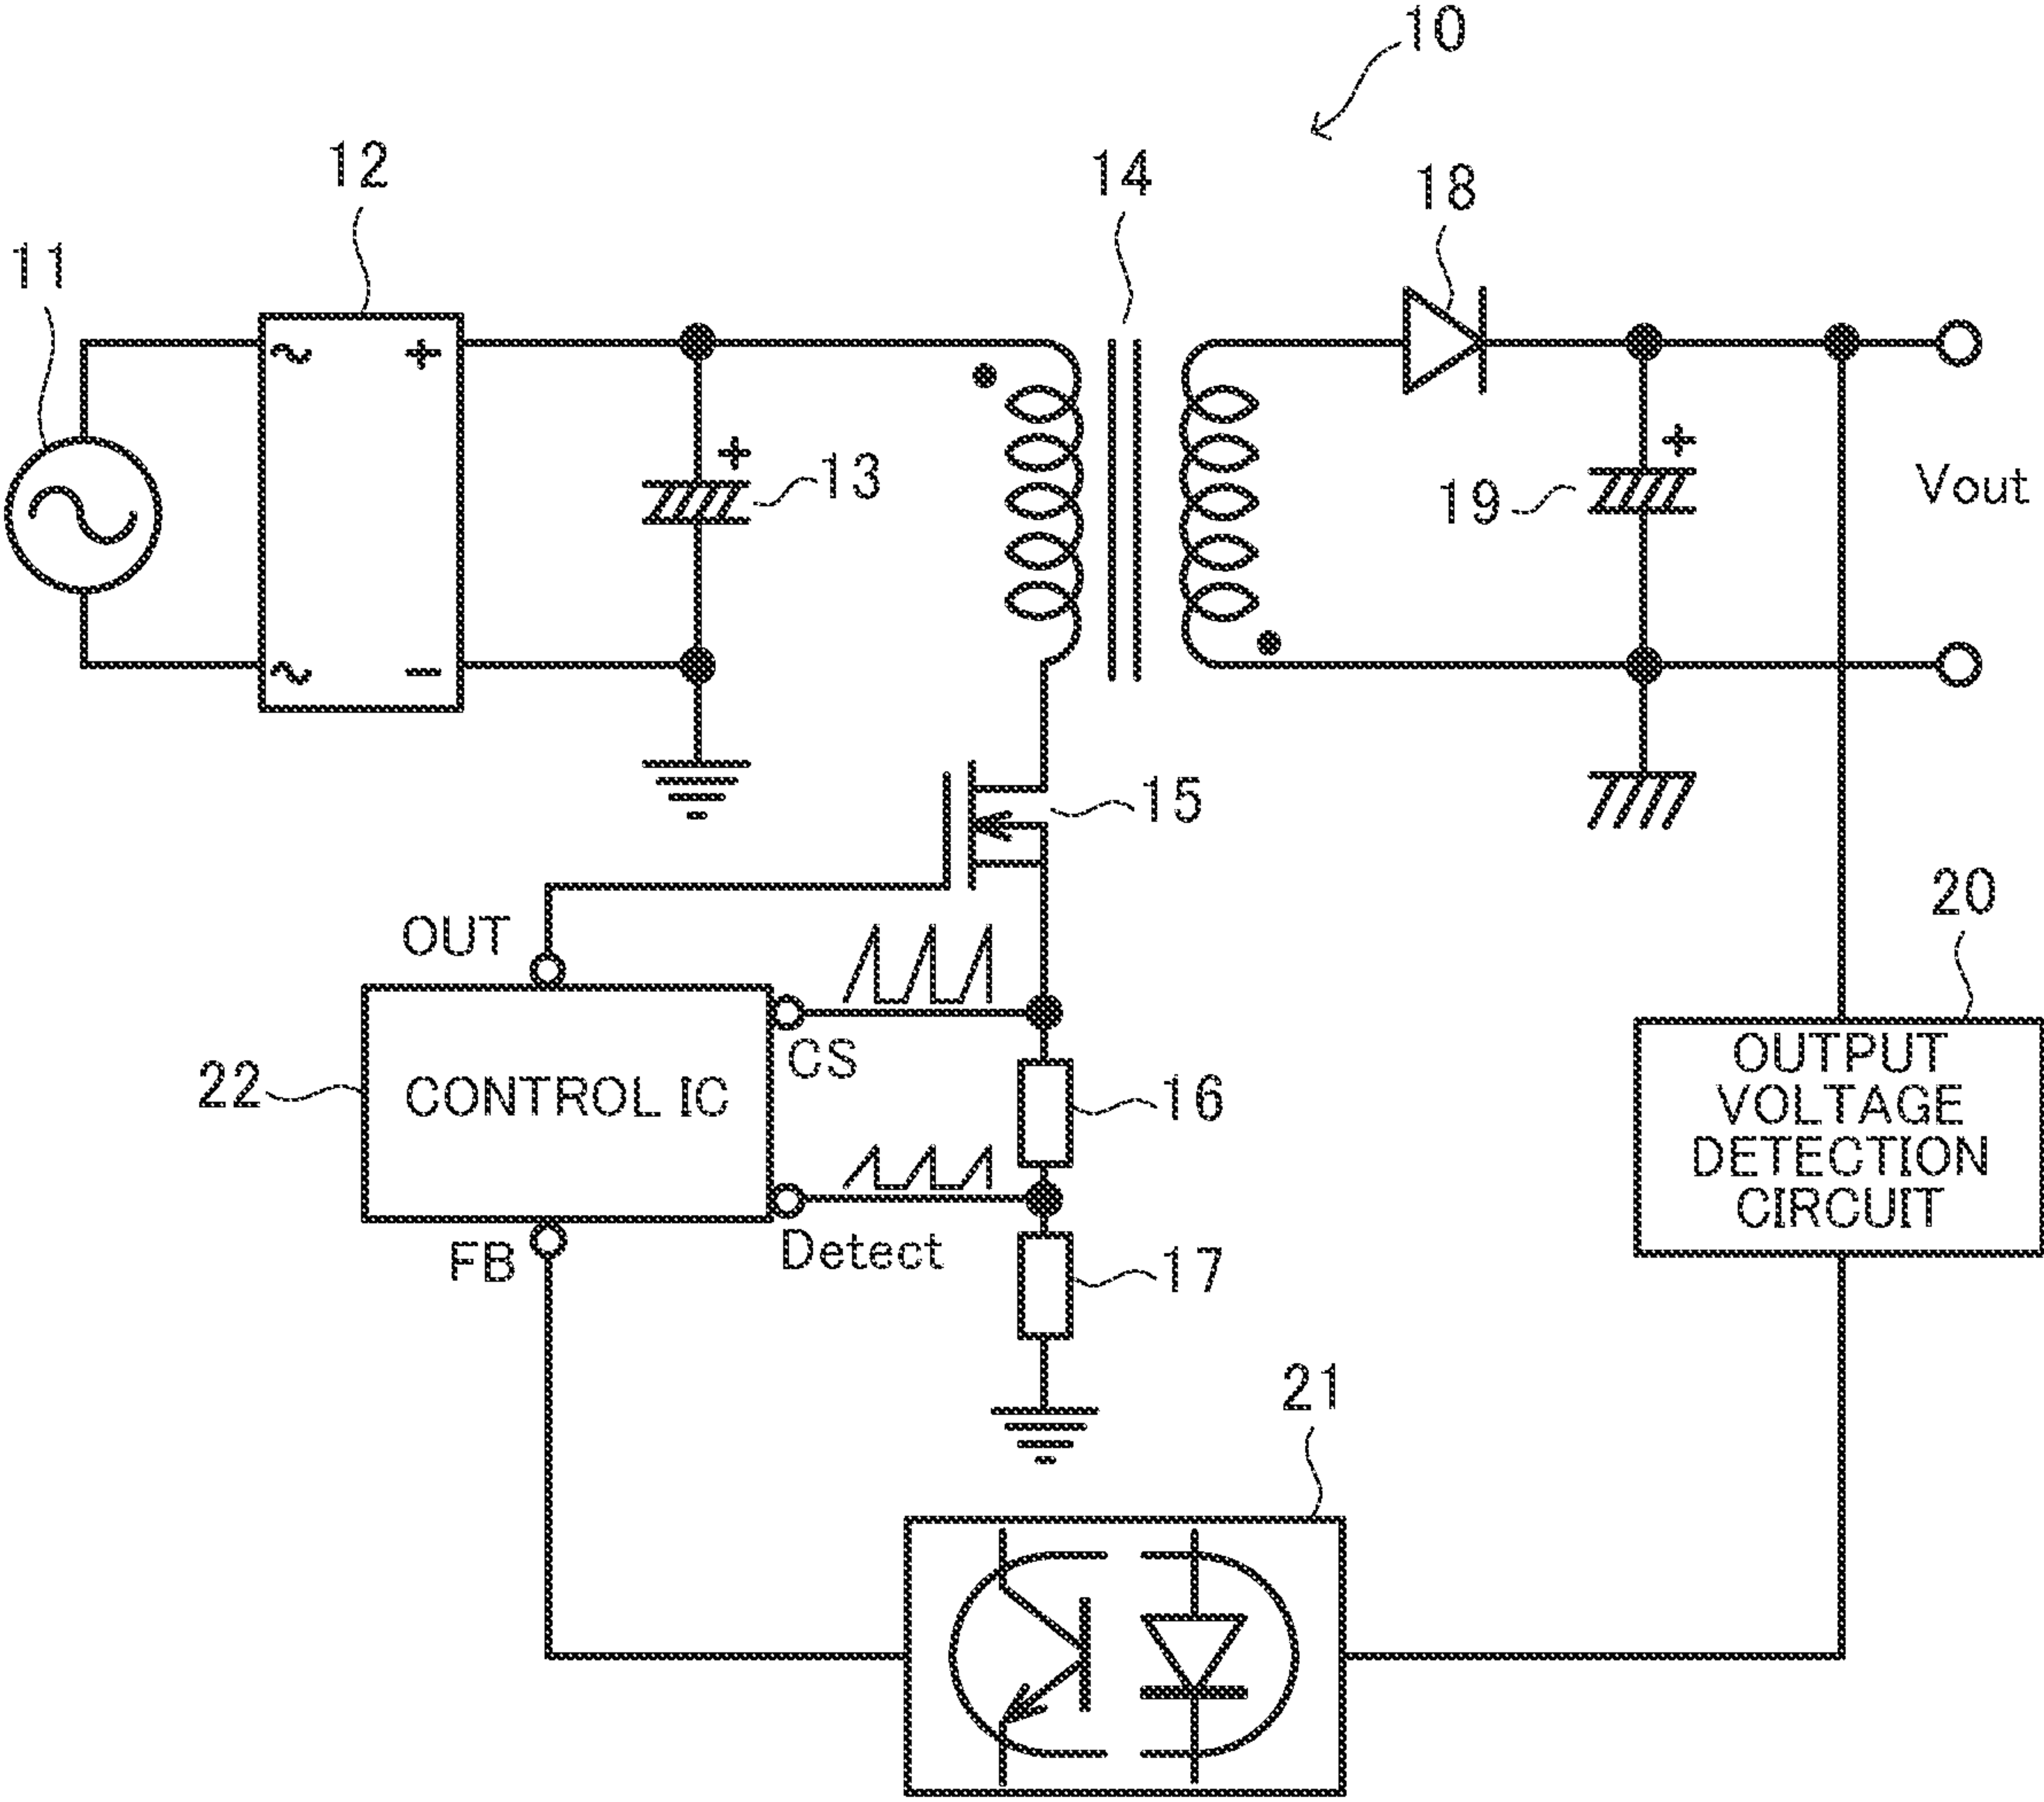 10
12
14
18
11
+
+
13
+
19
Vout
−
15
20
OUT
CS
22
CONTROL IC
16
OUTPUT
VOLTAGE
DETECTION
CIRCUIT
FB
Detect
17
21